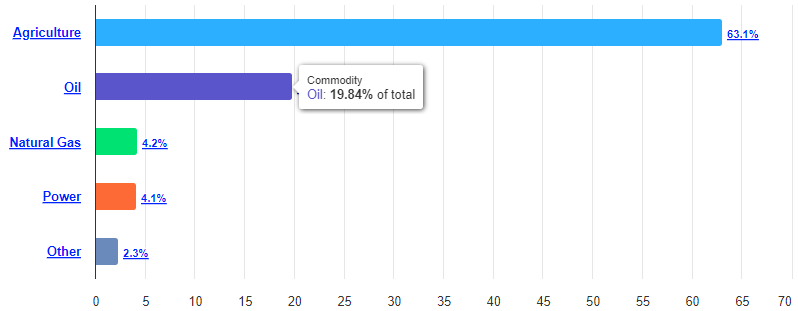 Agriculture
63.1%
Oil
Commodity
Oil: 19.84% of total
Natural Gas
4.2%
Power
4.1%
Other
2.3%
0 5 10 15 20 25 30 35 40 45 50 55 60 65 70